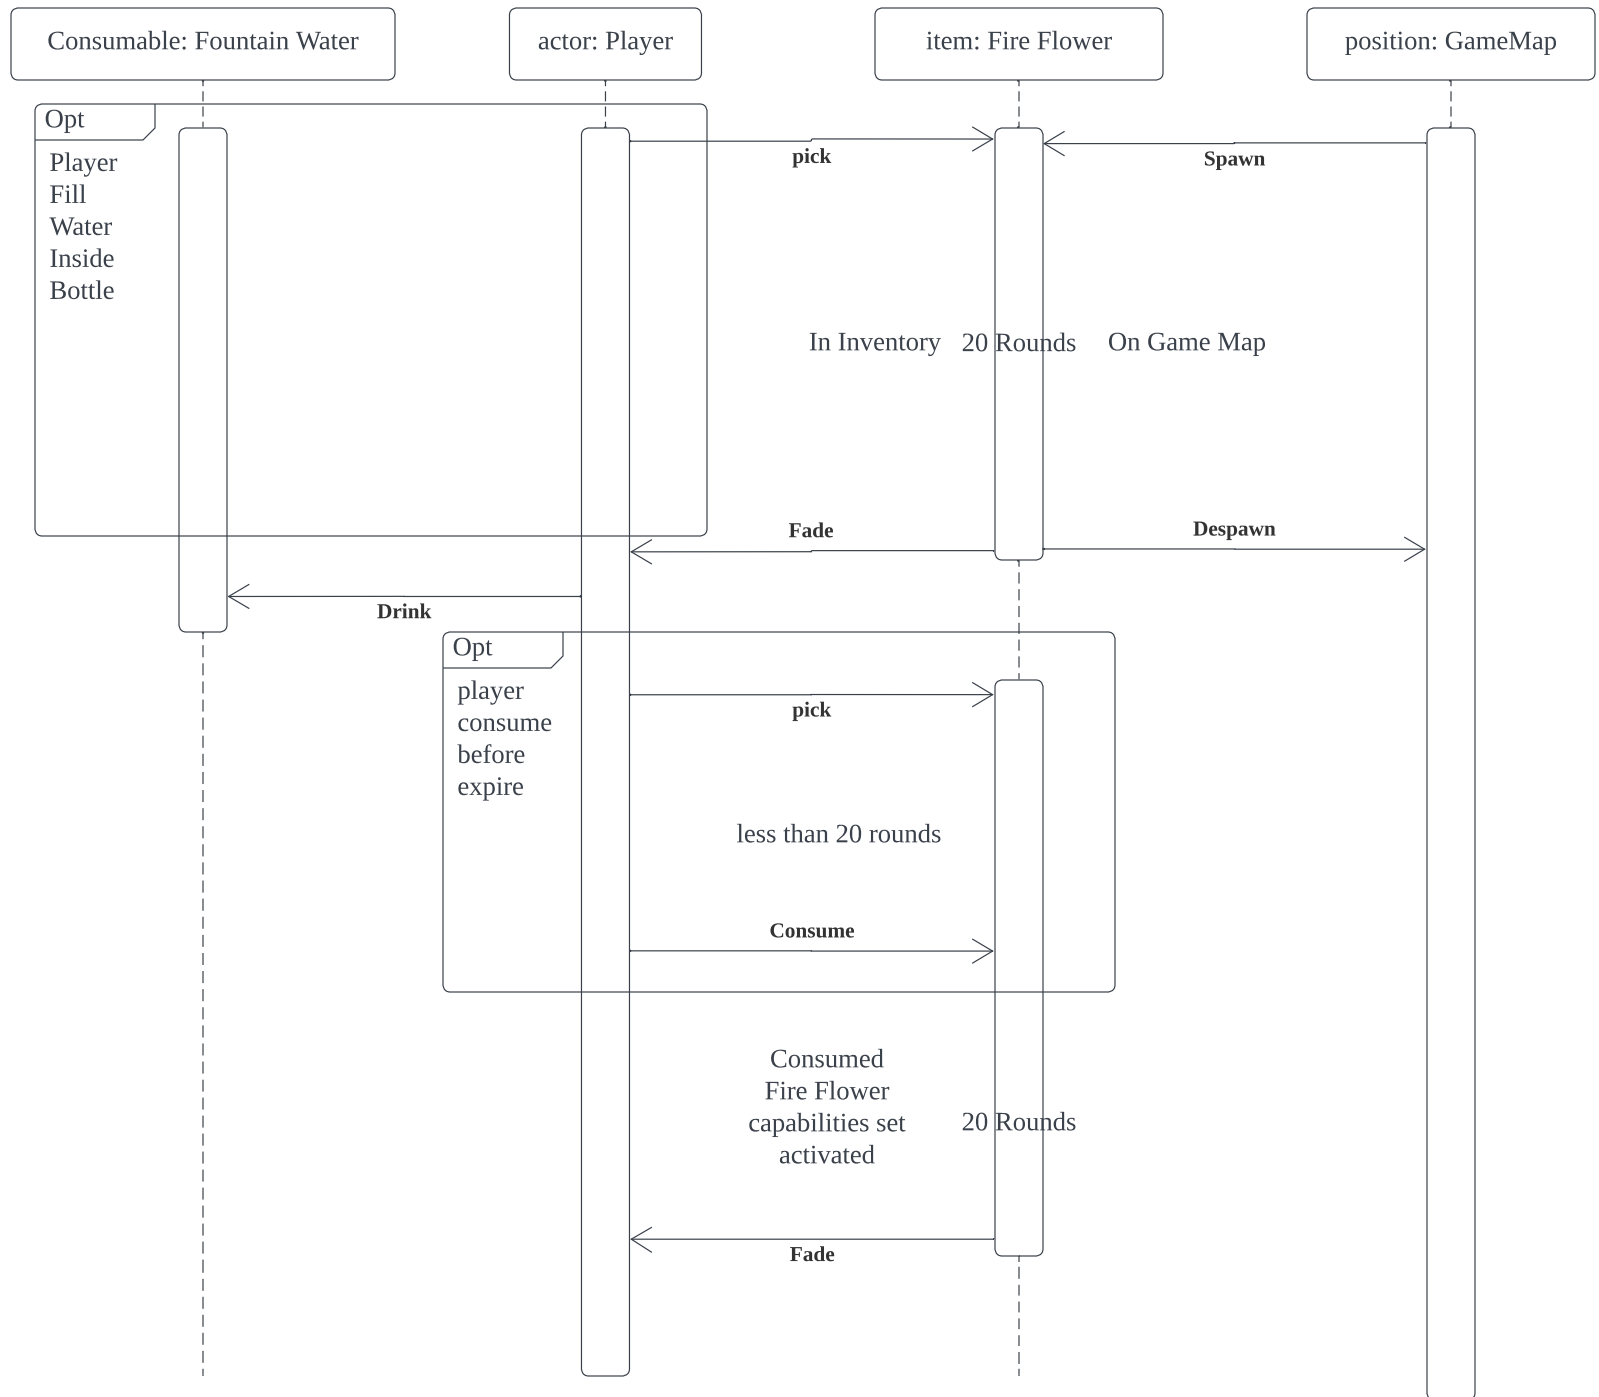 Consumable: Fountain Water
actor: Player
item: Fire Flower
position: GameMap
Opt
Player
Fill
Water
Inside
Bottle
pick
Spawn
In Inventory
20 Rounds
On Game Map
Fade
Despawn
Drink
Opt
player
consume
before
expire
pick
less than 20 rounds
Consume
Consumed
Fire Flower
capabilities set
activated
20 Rounds
Fade